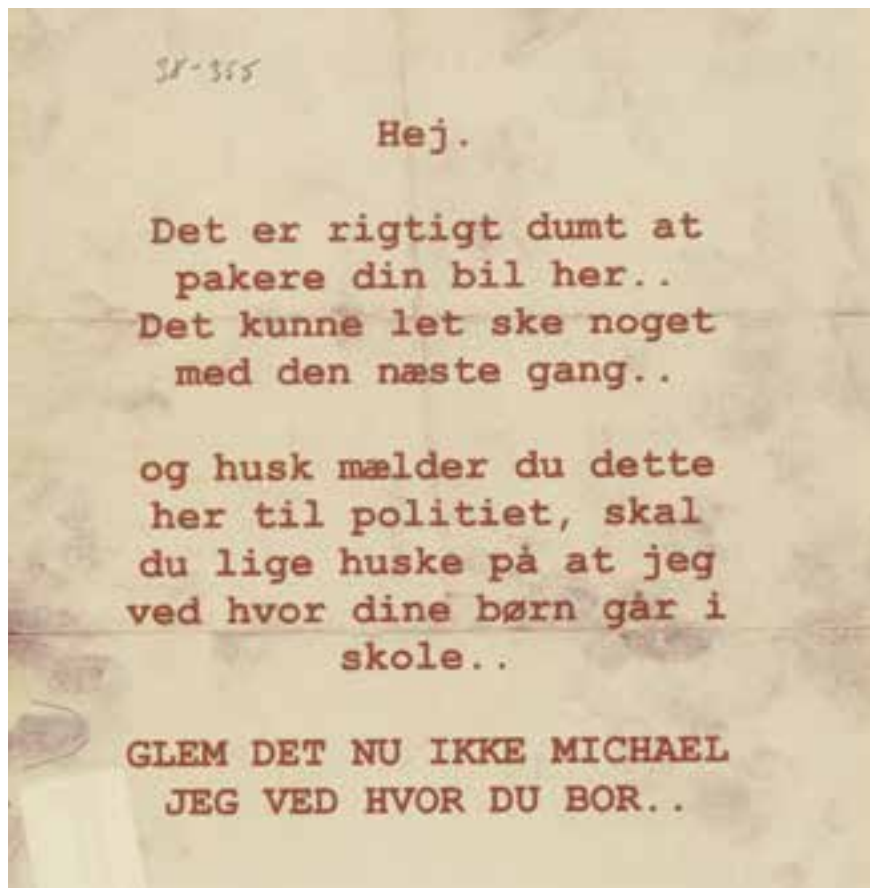 38-355
Hej.
Det er rigtigt dumt at
pakere din bil her..
Det kunne let ske noget
med den næste gang..
og husk mælder du dette
her til politiet, skal
du lige huske på at jeg
ved hvor dine børn går i
skole..
GLEM DET NU IKKE MICHAEL
JEG VED HVOR DU BOR..